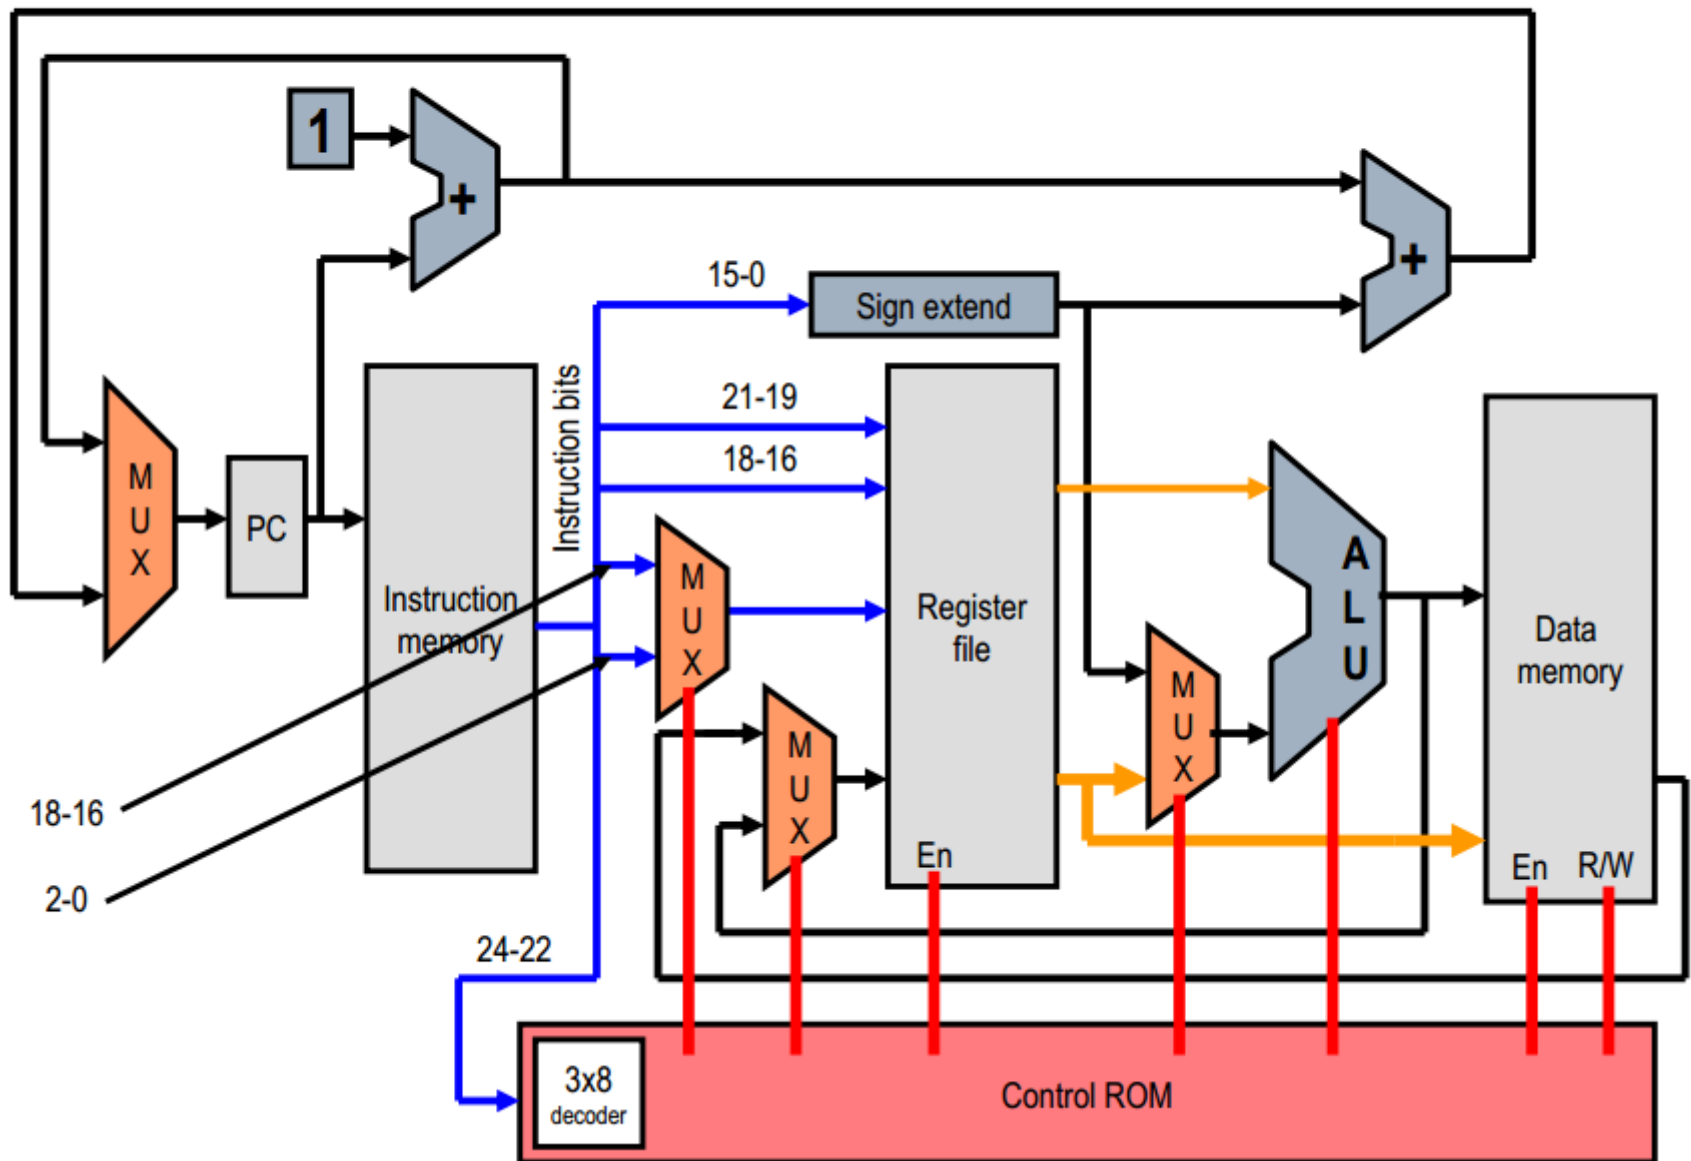 1
+
+
15-0
Sign extend
Instruction bits
21-19
18-16
M
U
X
PC
Instruction
memory
M
U
X
Register
file
A
L
U
Data
memory
M
U
X
M
U
X
En
En
R/W
18-16
2-0
24-22
3x8
decoder
Control ROM